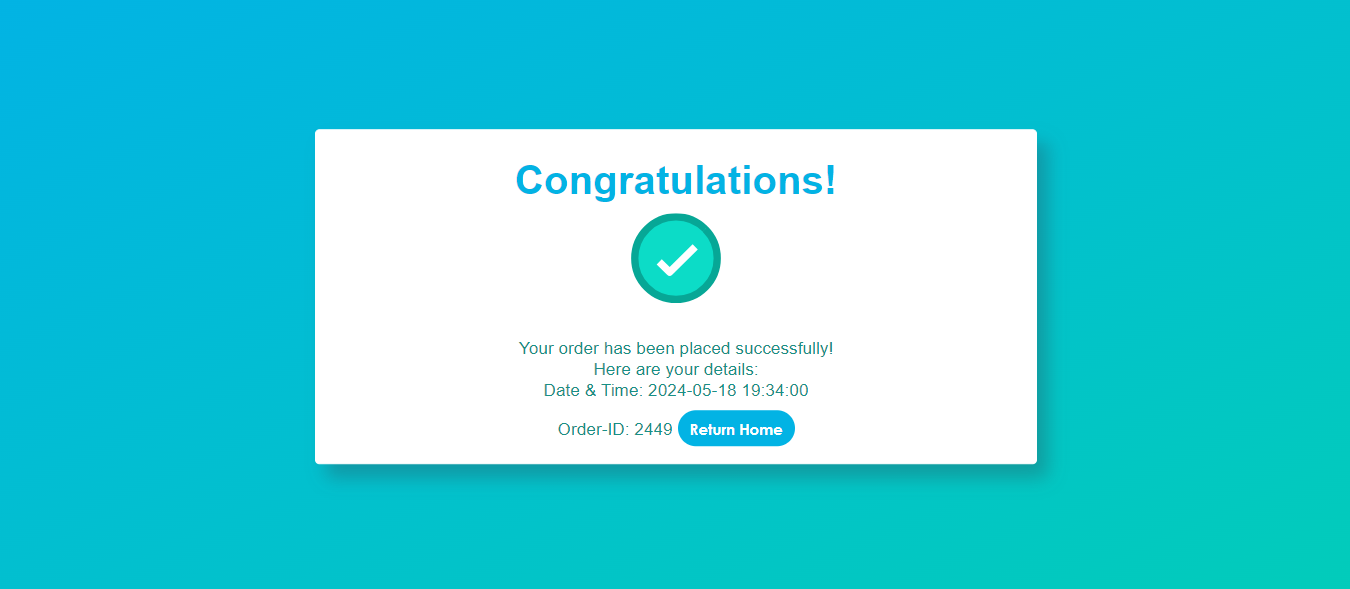 Congratulations!
Your order has been placed successfully!
Here are your details:
Date & Time: 2024-05-18 19:34:00
Order-ID: 2449 Return Home